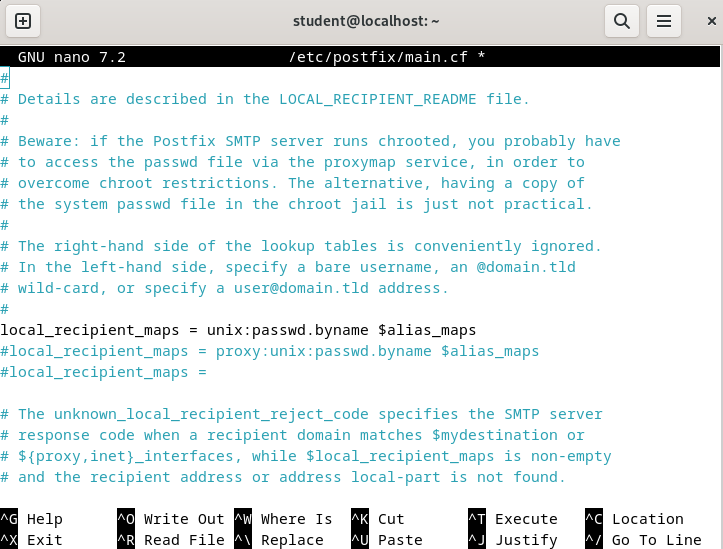 student@localhost: ~
GNU nano 7.2 /etc/postfix/main.cf *
#
# Details are described in the LOCAL_RECIPIENT_README file.
#
# Beware: if the Postfix SMTP server runs chrooted, you probably have
# to access the passwd file via the proxymap service, in order to
# overcome chroot restrictions. The alternative, having a copy of
# the system passwd file in the chroot jail is just not practical.
#
# The right-hand side of the lookup tables is conveniently ignored.
# In the left-hand side, specify a bare username, an @domain.tld
# wild-card, or specify a user@domain.tld address.
#
local_recipient_maps = unix:passwd.byname $alias_maps
#local_recipient_maps = proxy:unix:passwd.byname $alias_maps
#local_recipient_maps =

# The unknown_local_recipient_reject_code specifies the SMTP server
# response code when a recipient domain matches $mydestination or
# ${proxy,inet}_interfaces, while $local_recipient_maps is non-empty
# and the recipient address or address local-part is not found.

^G Help ^O Write Out ^W Where Is ^K Cut ^T Execute ^C Location
^X Exit ^R Read File ^\ Replace ^U Paste ^J Justify ^/ Go To Line